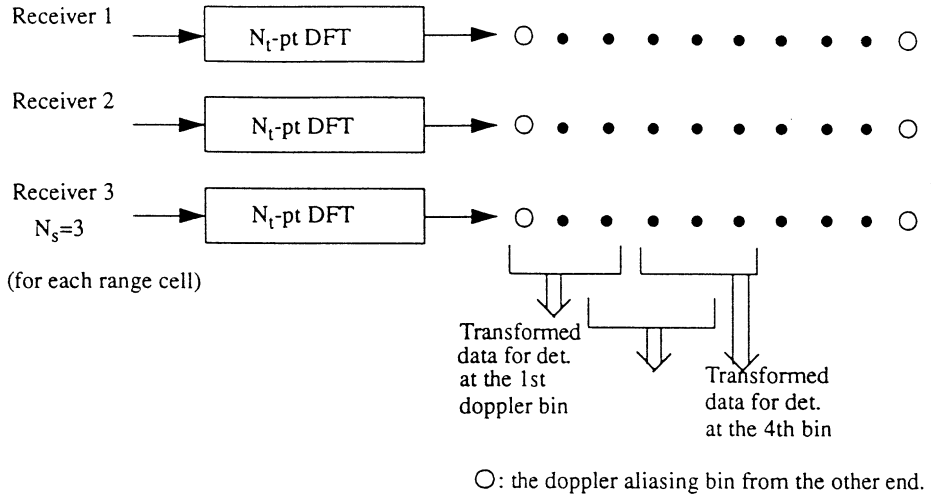 Receiver 1
Nt-pt DFT
Receiver 2
Nt-pt DFT
Receiver 3
Nt-pt DFT
Ns=3
(for each range cell)
Transformed
data for det.
at the 1st
doppler bin
Transformed
data for det.
at the 4th bin
O: the doppler aliasing bin from the other end.